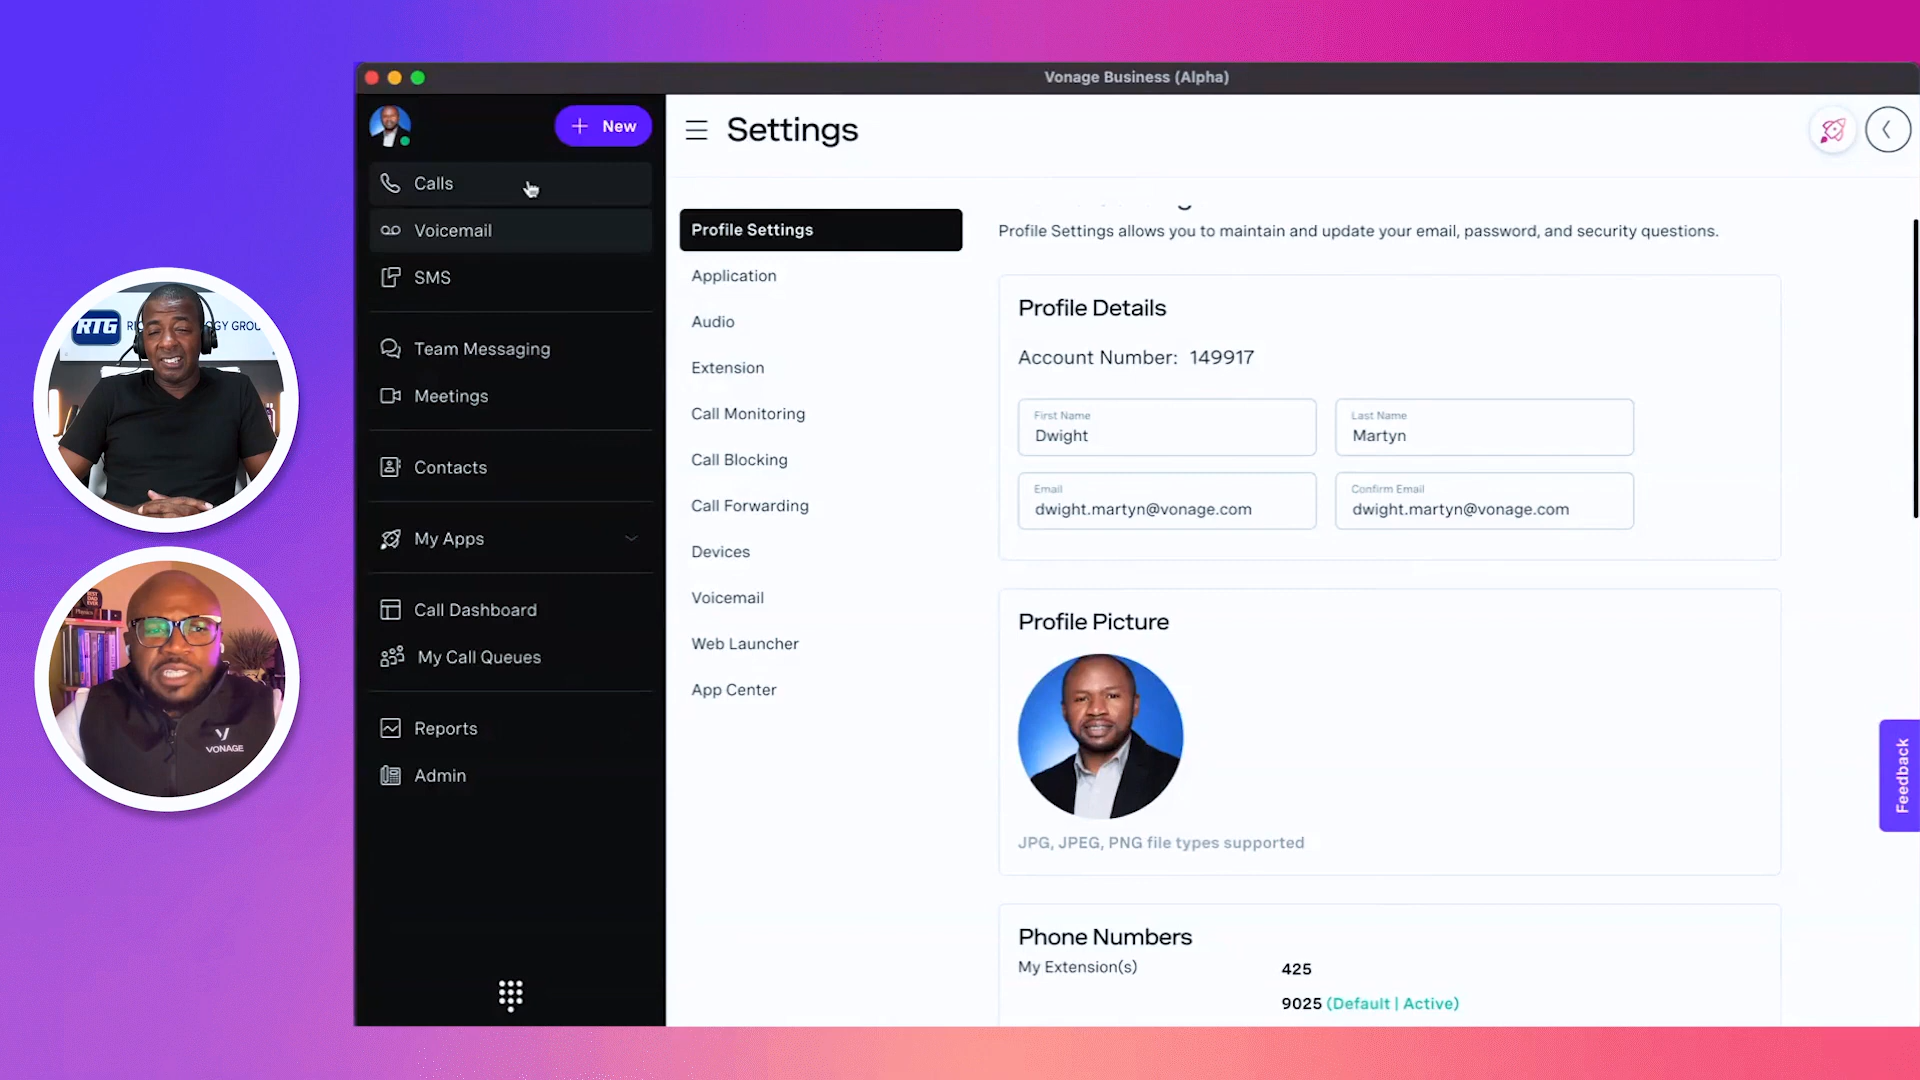 Vonage Business (Alpha)
New
Calls
Voicemail
SMS
Team Messaging
Meetings
Contacts
My Apps
Call Dashboard
My Call Queues
Reports
Admin
Settings
Profile Settings
Application
Audio
Extension
Call Monitoring
Call Blocking
Call Forwarding
Devices
Voicemail
Web Launcher
App Center
Profile Settings allows you to maintain and update your email, password, and security questions.
Profile Details
Account Number: 149917
First Name
Dwight
Last Name
Martyn
Email
dwight.martyn@vonage.com
Confirm Email
dwight.martyn@vonage.com
Profile Picture
JPG, JPEG, PNG file types supported
Phone Numbers
My Extension(s)
425
9025 (Default | Active)
Feedback
RTG
VONAGE